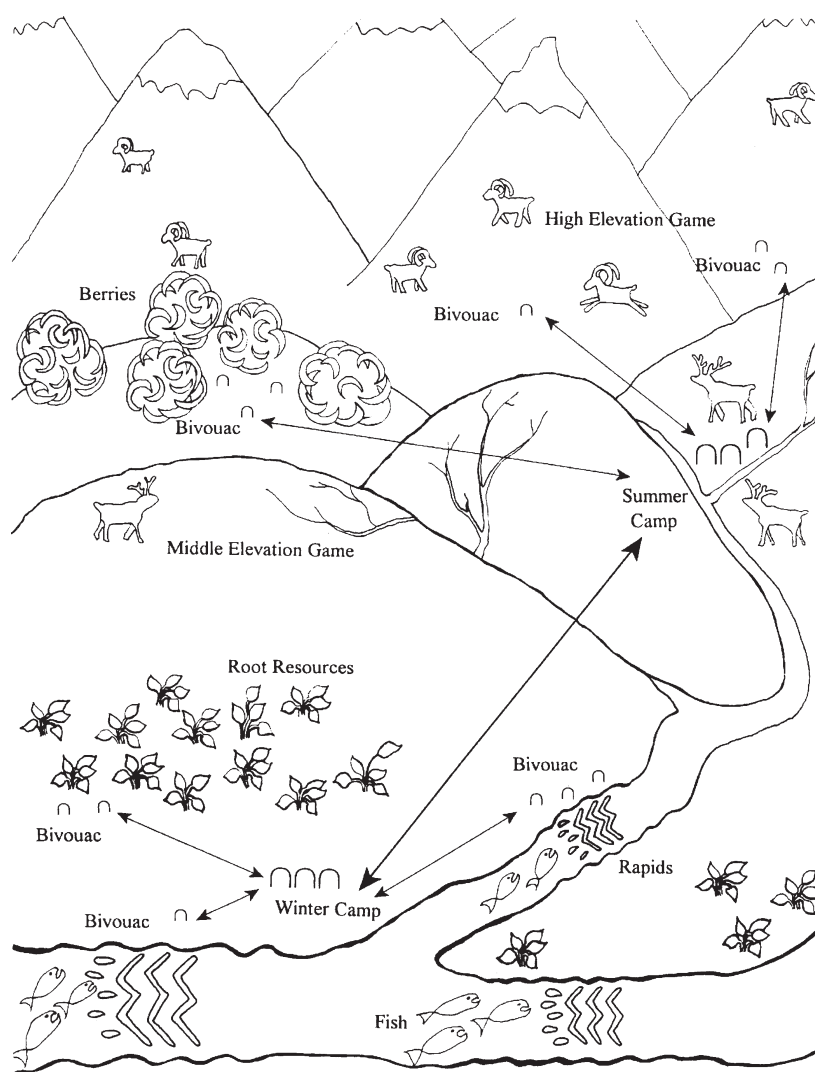 High Elevation Game
Bivouac
Berries
Bivouac
Bivouac
Summer
Camp
Middle Elevation Game
Root Resources
Bivouac
Bivouac
Rapids
Winter Camp
Bivouac
Fish